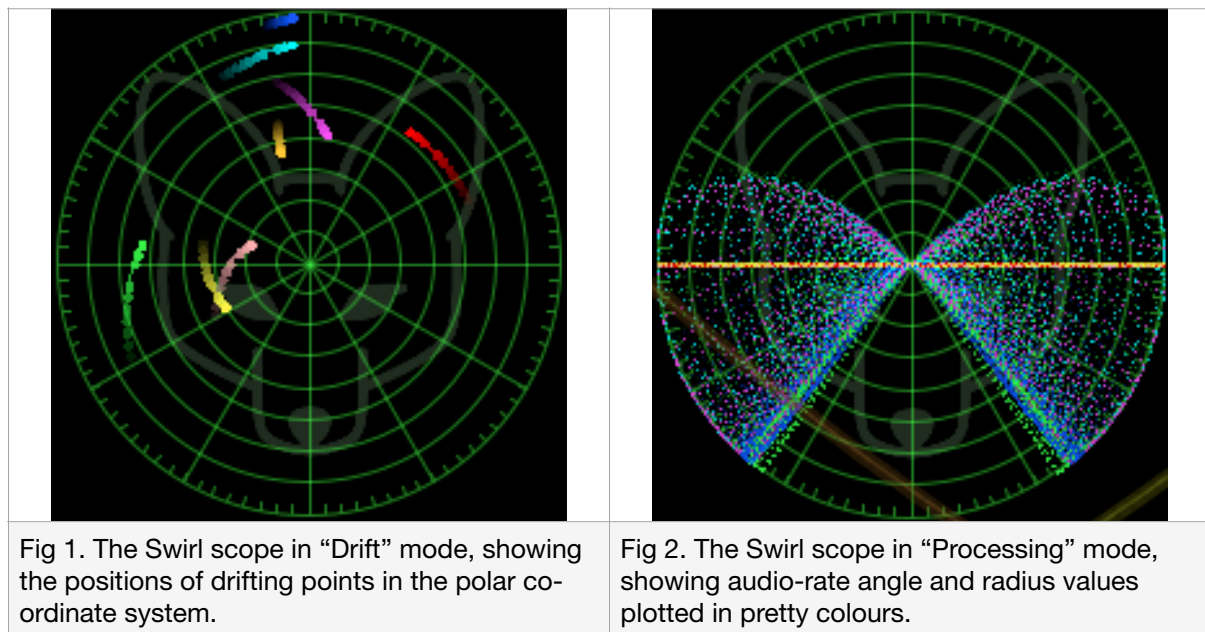 Fig 1. The Swirl scope in “Drift” mode, showing
the positions of drifting points in the polar co-
ordinate system.
Fig 2. The Swirl scope in “Processing” mode,
showing audio-rate angle and radius values
plotted in pretty colours.